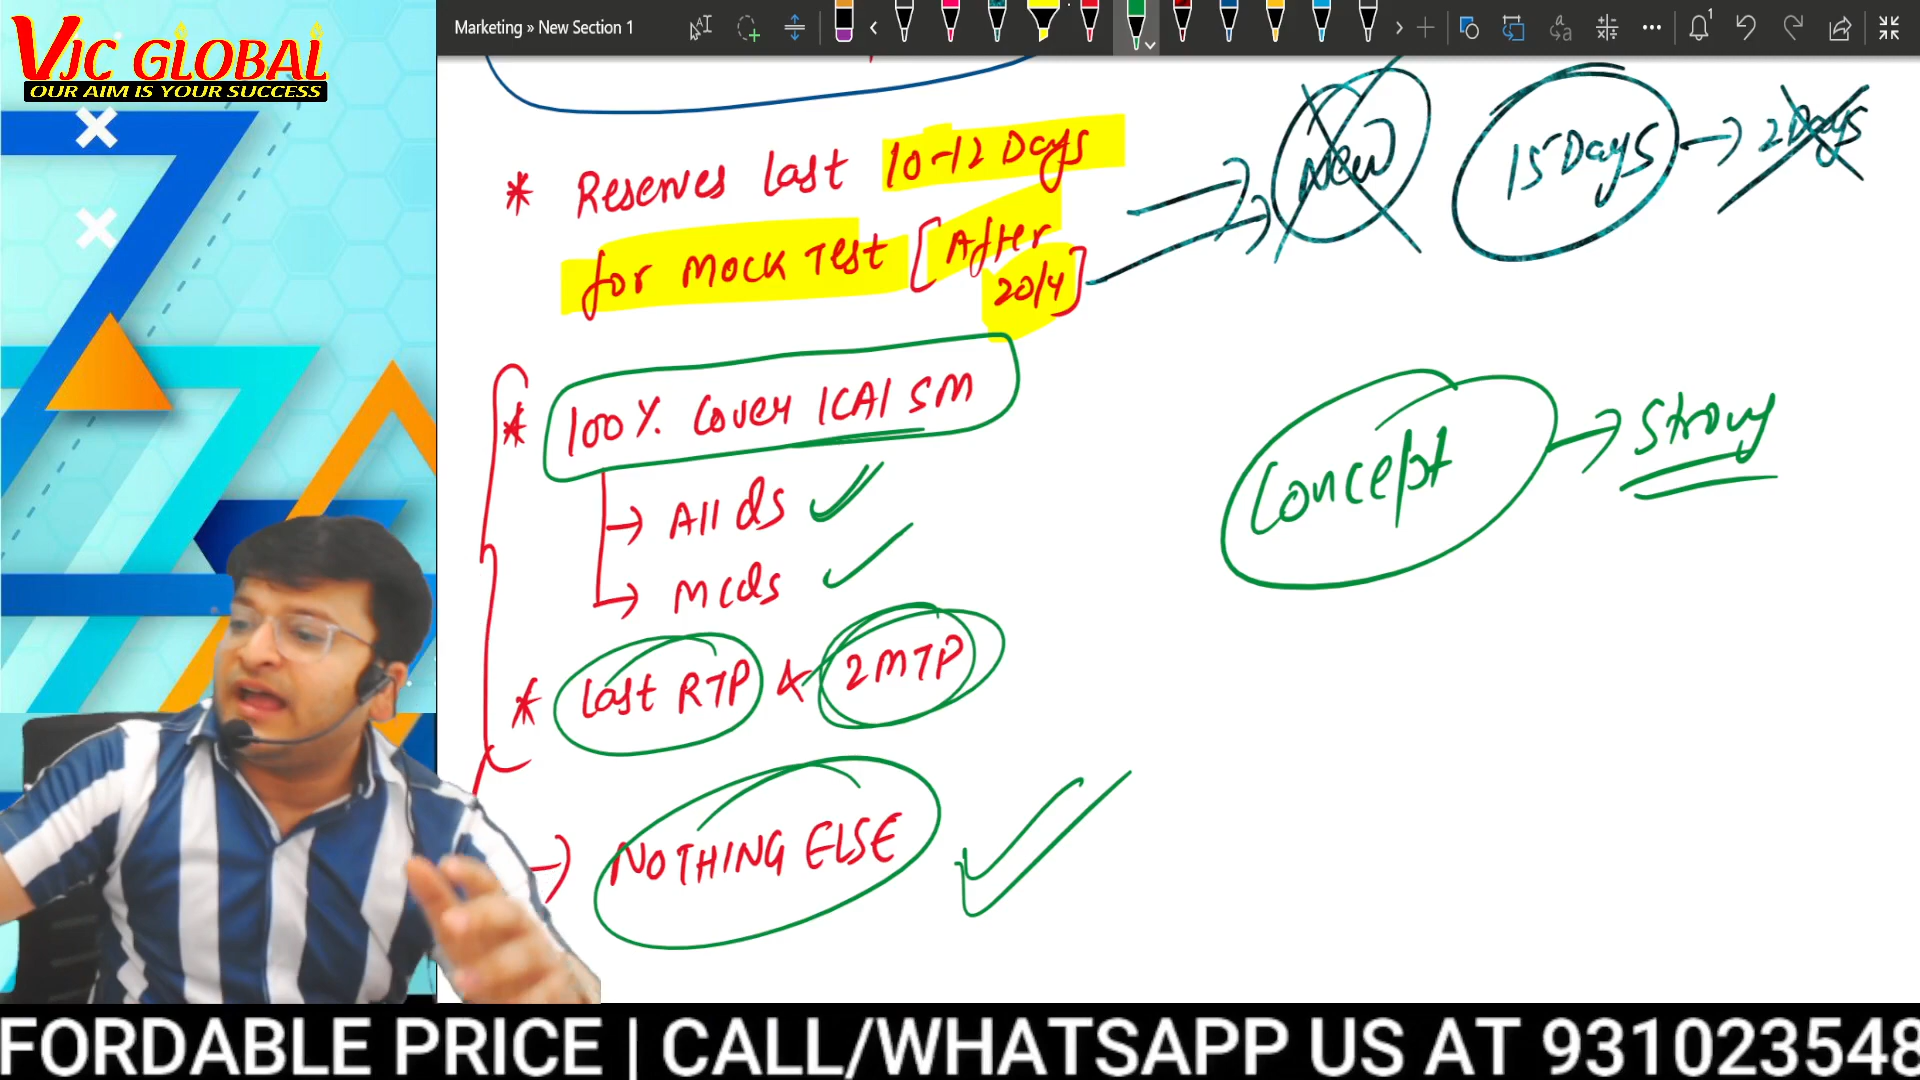 VJC GLOBAL
OUR AIM IS YOUR SUCCESS
Marketing » New Section 1
* Reserves last 10-12 Days
for Mock Test [After
20/4]
New
15 Days → 2 Days
* 100% Cover ICAI SM
→ All Qs
→ MCQs
Concept → Strong
* last RTP & 2 MTP
→ NOTHING ELSE
FORDABLE PRICE | CALL/WHATSAPP US AT 931023548